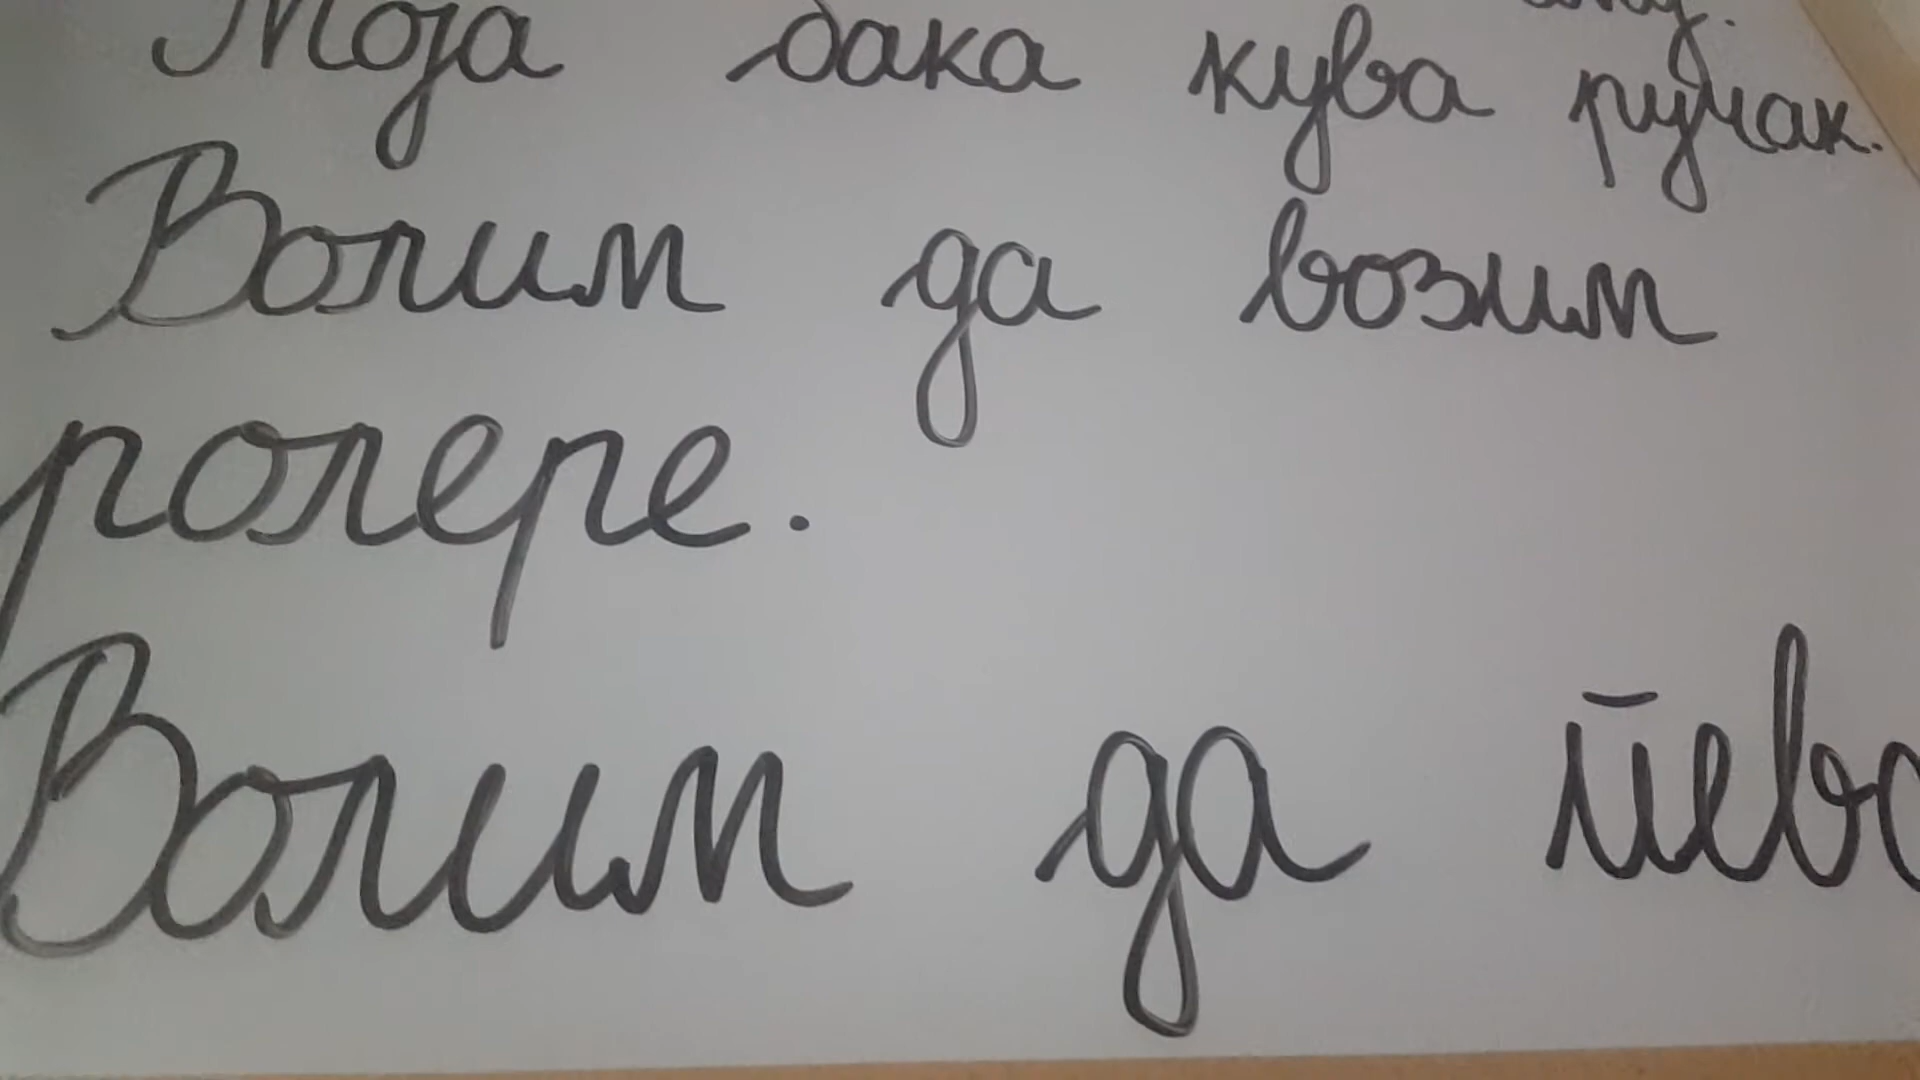 Моја бака кува ручак.
Волим да возим
ролере.
Волим да